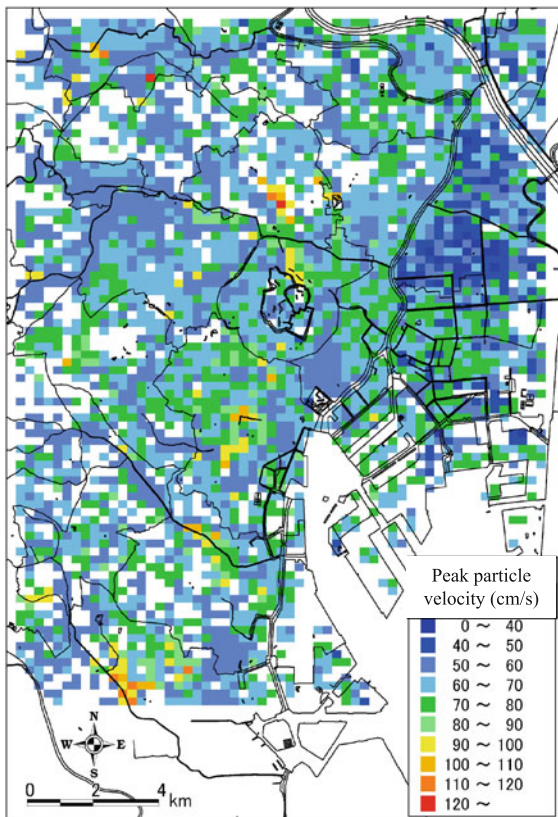 Peak particle
velocity (cm/s)
0 ~ 40
40 ~ 50
50 ~ 60
60 ~ 70
70 ~ 80
80 ~ 90
90 ~ 100
100 ~ 110
110 ~ 120
120 ~
N
W E
S
0 2 4
km